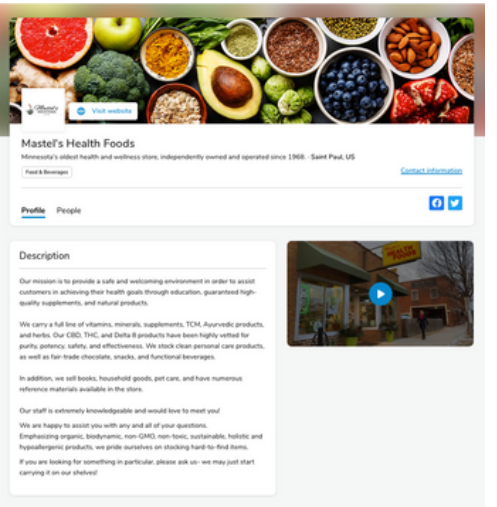 Mastel's
Visit website
Mastel's Health Foods
Minnesota's oldest health and wellness store, independently owned and operated since 1968. · Saint Paul, US
Food & Beverages
Contact information
Profile People
Description
Our mission is to provide a safe and welcoming environment in order to assist
customers in achieving their health goals through education, guaranteed high-
quality supplements, and natural products.
We carry a full line of vitamins, minerals, supplements, TCM, Ayurvedic products,
and herbs. Our CBD, THC, and Delta 8 products have been highly vetted for
purity, potency, safety, and effectiveness. We stock clean personal care products,
as well as fair-trade chocolate, snacks, and functional beverages.
In addition, we sell books, household goods, pet care, and have numerous
reference materials available in the store.
Our staff is extremely knowledgeable and would love to meet you!
We are happy to assist you with any and all of your questions.
Emphasizing organic, biodynamic, non-GMO, non-toxic, sustainable, holistic and
hypoallergenic products, we pride ourselves on stocking hard-to-find items.
If you are looking for something in particular, please ask us- we may just start
carrying it on our shelves!
HEALTH
FOODS